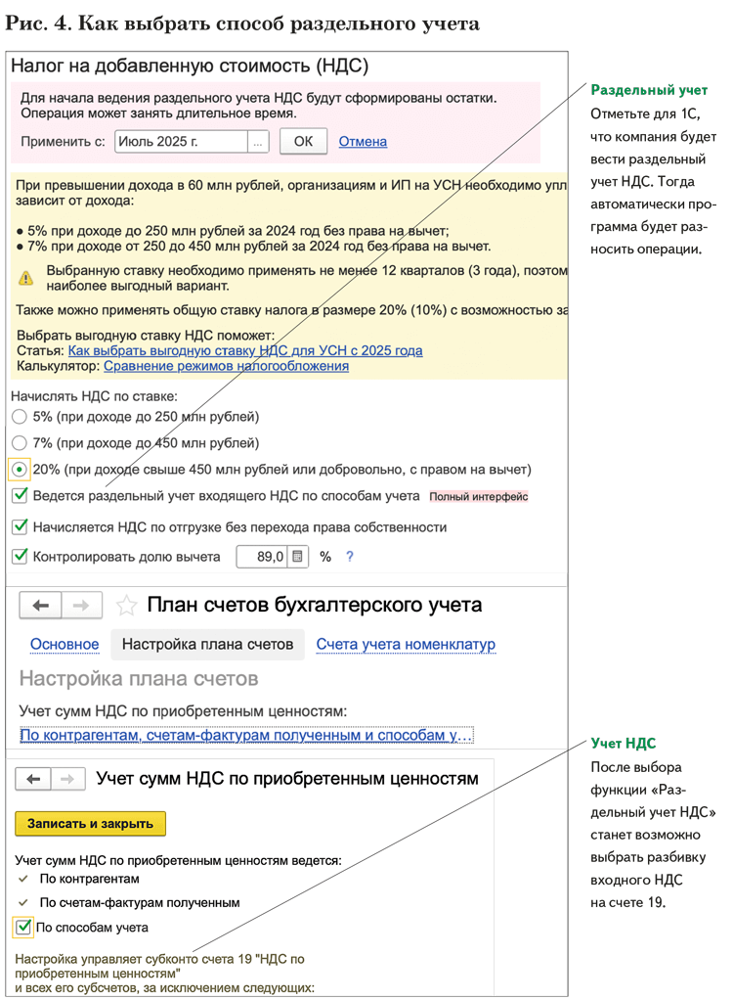 Рис. 4. Как выбрать способ раздельного учета
Налог на добавленную стоимость (НДС)
Для начала ведения раздельного учета НДС будут сформированы остатки.
Операция может занять длительное время.
Применить с: Июль 2025 г. ... ОК Отмена
При превышении дохода в 60 млн рублей, организациям и ИП на УСН необходимо упл
зависит от дохода:
● 5% при доходе до 250 млн рублей за 2024 год без права на вычет;
● 7% при доходе от 250 до 450 млн рублей за 2024 год без права на вычет.
Выбранную ставку необходимо применять не менее 12 кварталов (3 года), поэтом
наиболее выгодный вариант.
Также можно применять общую ставку налога в размере 20% (10%) с возможностью за
Выбрать выгодную ставку НДС поможет:
Статья: Как выбрать выгодную ставку НДС для УСН с 2025 года
Калькулятор: Сравнение режимов налогообложения
Начислять НДС по ставке:
5% (при доходе до 250 млн рублей)
7% (при доходе до 450 млн рублей)
20% (при доходе свыше 450 млн рублей или добровольно, с правом на вычет)
Ведется раздельный учет входящего НДС по способам учета Полный интерфейс
Начисляется НДС по отгрузке без перехода права собственности
Контролировать долю вычета 89,0 % ?
План счетов бухгалтерского учета
Основное Настройка плана счетов Счета учета номенклатур
Настройка плана счетов
Учет сумм НДС по приобретенным ценностям:
По контрагентам, счетам-фактурам полученным и способам у...
Учет сумм НДС по приобретенным ценностям
Записать и закрыть
Учет сумм НДС по приобретенным ценностям ведется:
По контрагентам
По счетам-фактурам полученным
По способам учета
Настройка управляет субконто счета 19 "НДС по
приобретенным ценностям"
и всех его субсчетов, за исключением следующих:
Раздельный учет
Отметьте для 1С,
что компания будет
вести раздельный
учет НДС. Тогда
автоматически про-
грамма будет раз-
носить операции.
Учет НДС
После выбора
функции «Раз-
дельный учет НДС»
станет возможно
выбрать разбивку
входного НДС
на счете 19.